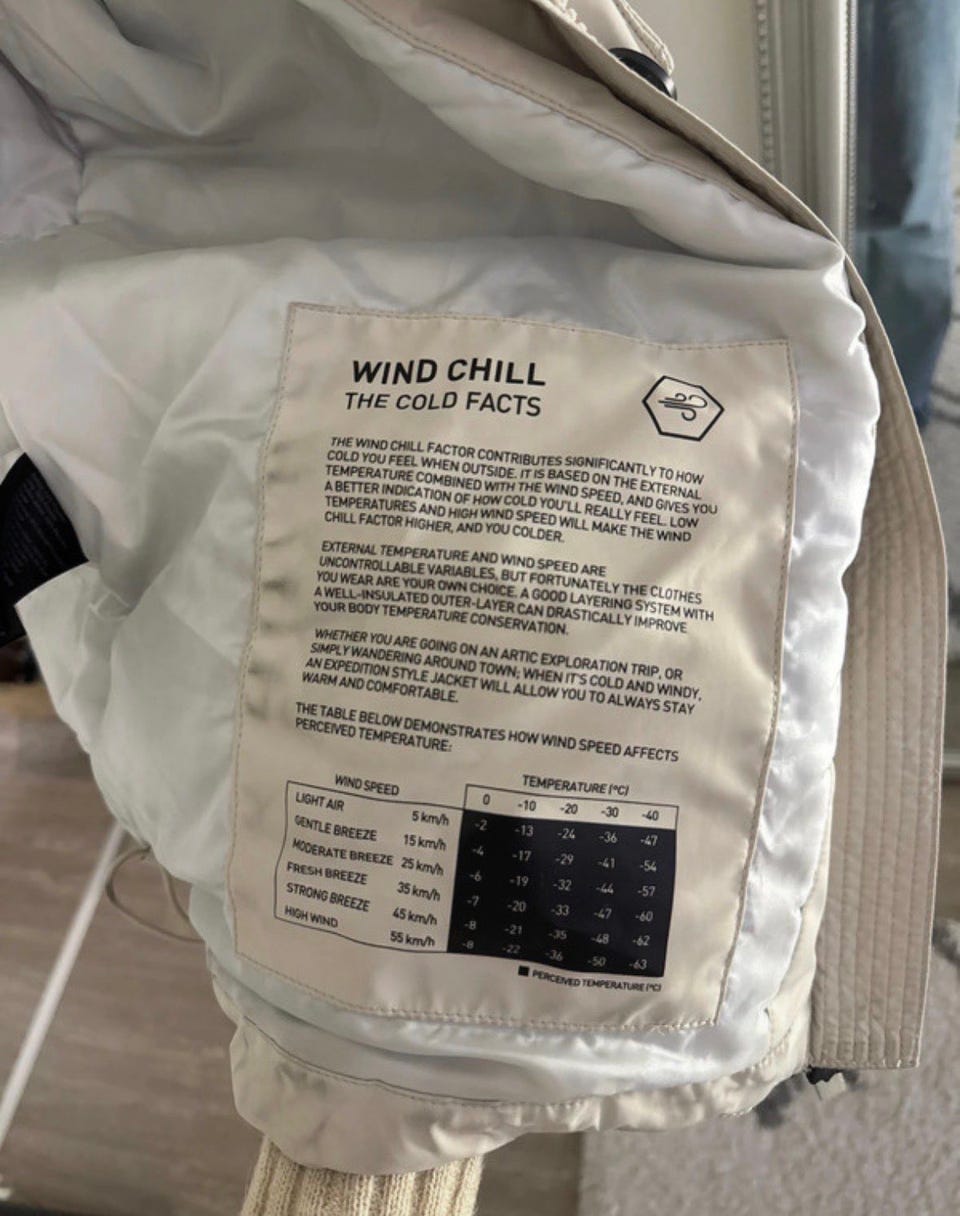 WIND CHILL
THE COLD FACTS
THE WIND CHILL FACTOR CONTRIBUTES SIGNIFICANTLY TO HOW
COLD YOU FEEL WHEN OUTSIDE. IT IS BASED ON THE EXTERNAL
TEMPERATURE COMBINED WITH THE WIND SPEED, AND GIVES YOU
A BETTER INDICATION OF HOW COLD YOU'LL REALLY FEEL. LOW
TEMPERATURES AND HIGH WIND SPEED WILL MAKE THE WIND
CHILL FACTOR HIGHER, AND YOU COLDER.
EXTERNAL TEMPERATURE AND WIND SPEED ARE
UNCONTROLLABLE VARIABLES, BUT FORTUNATELY THE CLOTHES
YOU WEAR ARE YOUR OWN CHOICE. A GOOD LAYERING SYSTEM WITH
A WELL-INSULATED OUTER-LAYER CAN DRASTICALLY IMPROVE
YOUR BODY TEMPERATURE CONSERVATION.
WHETHER YOU ARE GOING ON AN ARTIC EXPLORATION TRIP, OR
SIMPLY WANDERING AROUND TOWN; WHEN IT'S COLD AND WINDY,
AN EXPEDITION STYLE JACKET WILL ALLOW YOU TO ALWAYS STAY
WARM AND COMFORTABLE.
THE TABLE BELOW DEMONSTRATES HOW WIND SPEED AFFECTS
PERCEIVED TEMPERATURE:
WIND SPEED TEMPERATURE (°C)
0 -10 -20 -30 -40
LIGHT AIR 5 km/h -2 -13 -24 -36 -47
GENTLE BREEZE 15 km/h -4 -17 -29 -41 -54
MODERATE BREEZE 25 km/h -6 -19 -32 -44 -57
FRESH BREEZE 35 km/h -7 -20 -33 -47 -60
STRONG BREEZE 45 km/h -8 -21 -35 -48 -62
HIGH WIND 55 km/h -8 -22 -36 -50 -63
PERCEIVED TEMPERATURE (°C)